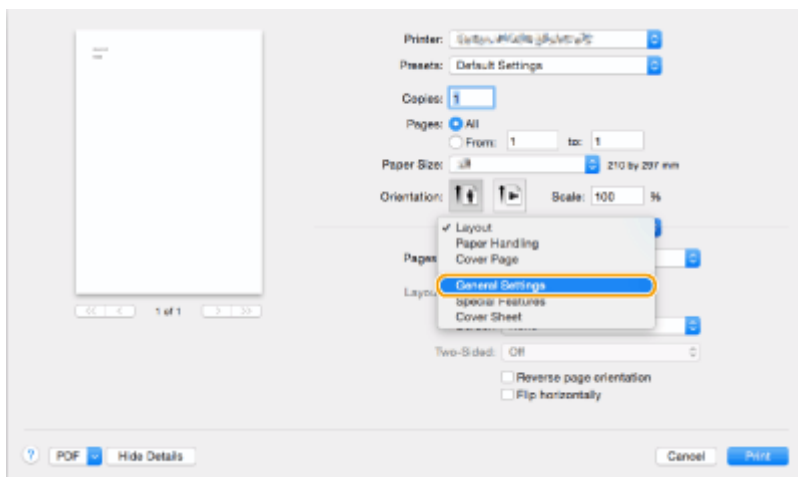 Printer:
Presets: Default Settings
Copies: 1
Pages: All
From: 1 to: 1
Paper Size: 210 by 297 mm
Orientation: Scale: 100 %
✓ Layout
Paper Handling
Pages Cover Page
General Settings
Layou
Special Features
Cover Sheet
Two-Sided: Off
Reverse page orientation
Flip horizontally
<< < 1 of 1 > >>
? PDF Hide Details Cancel Print